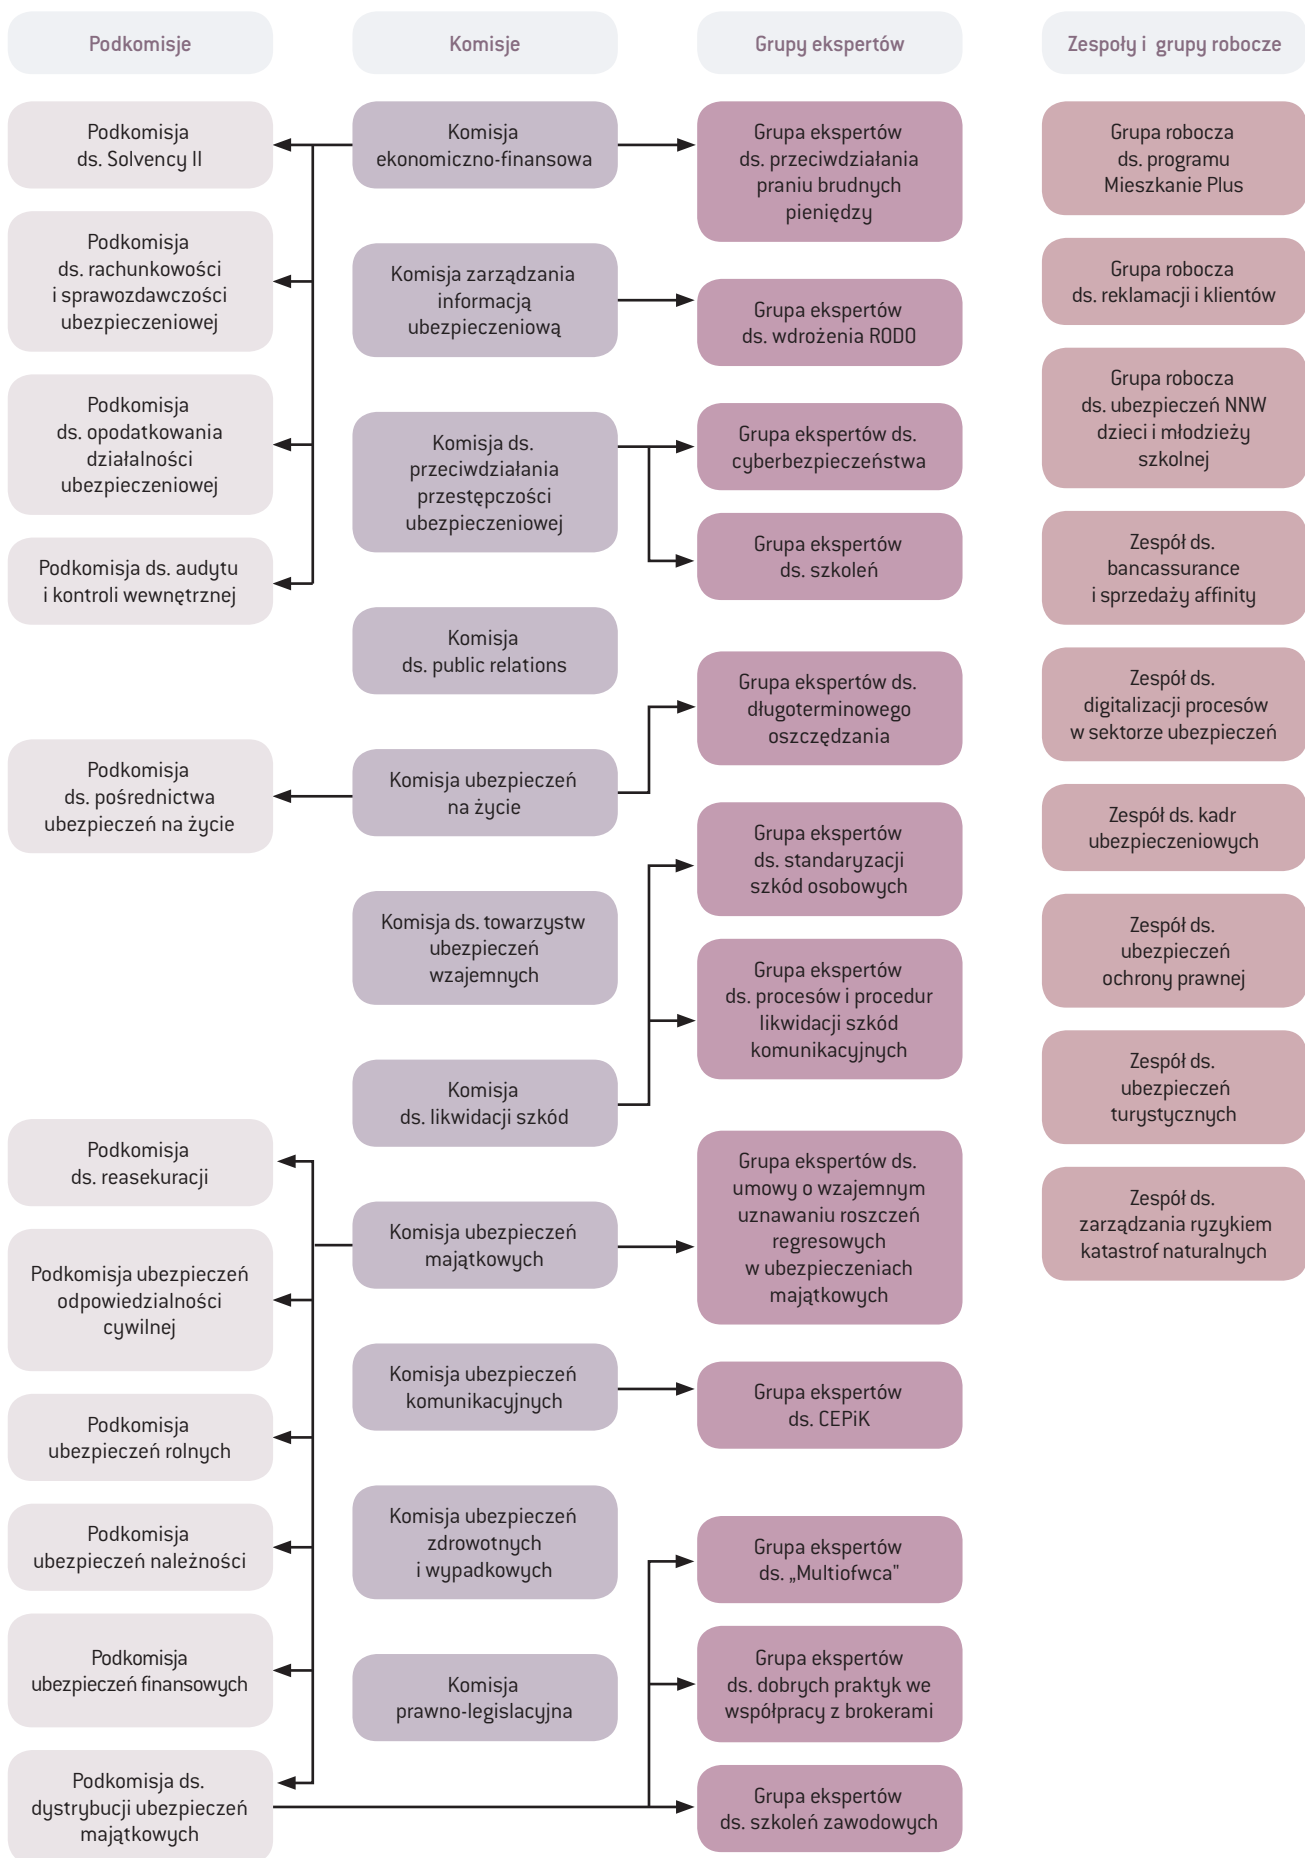 Podkomisje
Podkomisja
ds. Solvency II
Podkomisja
ds. rachunkowości
i sprawozdawczości
ubezpieczeniowej
Podkomisja
ds. opodatkowania
działalności
ubezpieczeniowej
Podkomisja ds. audytu
i kontroli wewnętrznej
Podkomisja
ds. pośrednictwa
ubezpieczeń na życie
Podkomisja
ds. reasekuracji
Podkomisja ubezpieczeń
odpowiedzialności
cywilnej
Podkomisja
ubezpieczeń rolnych
Podkomisja
ubezpieczeń należności
Podkomisja
ubezpieczeń finansowych
Podkomisja ds.
dystrybucji ubezpieczeń
majątkowych
Komisje
Komisja
ekonomiczno-finansowa
Komisja zarządzania
informacją
ubezpieczeniową
Komisja ds.
przeciwdziałania
przestępczości
ubezpieczeniowej
Komisja
ds. public relations
Komisja ubezpieczeń
na życie
Komisja ds. towarzystw
ubezpieczeń
wzajemnych
Komisja
ds. likwidacji szkód
Komisja ubezpieczeń
majątkowych
Komisja ubezpieczeń
komunikacyjnych
Komisja ubezpieczeń
zdrowotnych
i wypadkowych
Komisja
prawno-legislacyjna
Grupy ekspertów
Grupa ekspertów
ds. przeciwdziałania
praniu brudnych
pieniędzy
Grupa ekspertów
ds. wdrożenia RODO
Grupa ekspertów ds.
cyberbezpieczeństwa
Grupa ekspertów
ds. szkoleń
Grupa ekspertów ds.
długoterminowego
oszczędzania
Grupa ekspertów
ds. standaryzacji
szkód osobowych
Grupa ekspertów
ds. procesów i procedur
likwidacji szkód
komunikacyjnych
Grupa ekspertów ds.
umowy o wzajemnym
uznawaniu roszczeń
regresowych
w ubezpieczeniach
majątkowych
Grupa ekspertów
ds. CEPiK
Grupa ekspertów
ds. „Multiofwca"
Grupa ekspertów
ds. dobrych praktyk we
współpracy z brokerami
Grupa ekspertów
ds. szkoleń zawodowych
Zespoły i grupy robocze
Grupa robocza
ds. programu
Mieszkanie Plus
Grupa robocza
ds. reklamacji i klientów
Grupa robocza
ds. ubezpieczeń NNW
dzieci i młodzieży
szkolnej
Zespół ds.
bancassurance
i sprzedaży affinity
Zespół ds.
digitalizacji procesów
w sektorze ubezpieczeń
Zespół ds. kadr
ubezpieczeniowych
Zespół ds.
ubezpieczeń
ochrony prawnej
Zespół ds.
ubezpieczeń
turystycznych
Zespół ds.
zarządzania ryzykiem
katastrof naturalnych